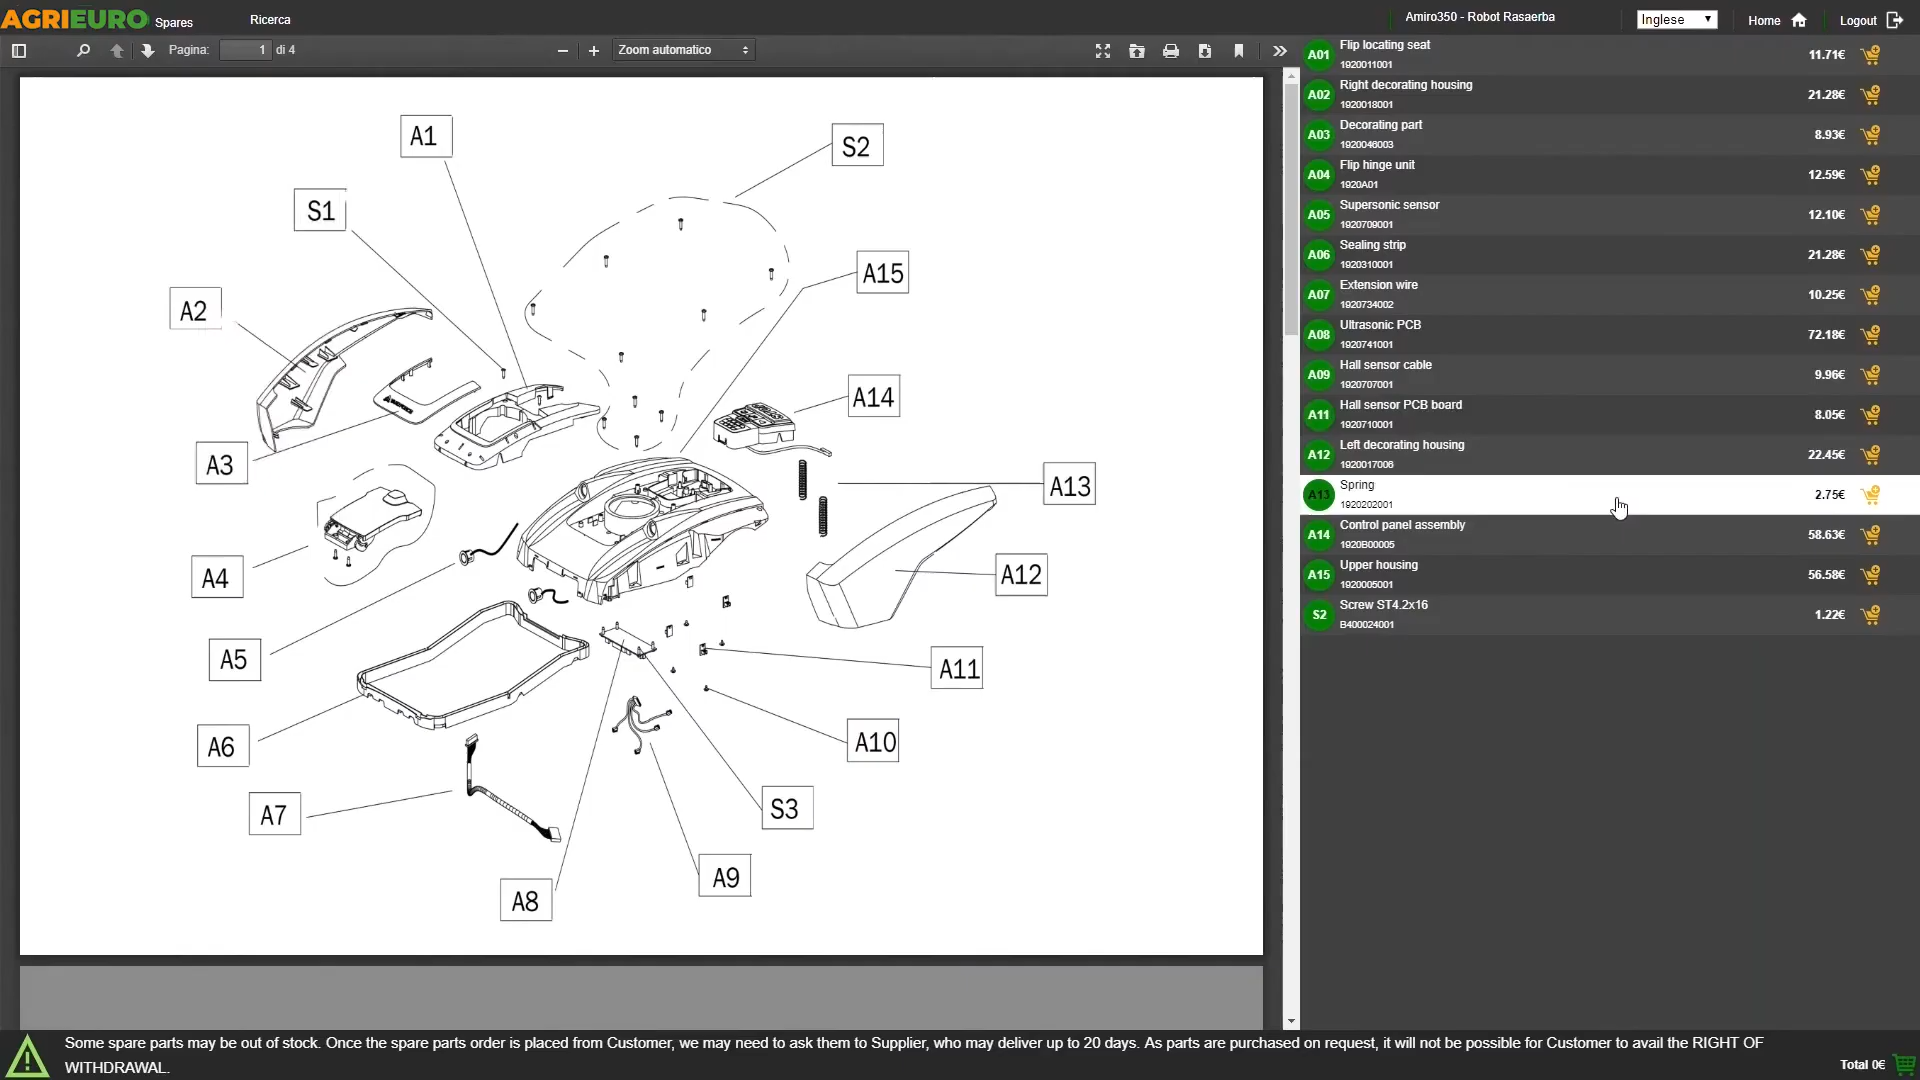 AGRIEURO Spares
Ricerca
Amiro350 - Robot Rasaerba
Inglese
Home
Logout
Pagina: 1 di 4
Zoom automatico
A1
S2
S1
A15
A2
A14
A3
A13
A4
A12
A5
A11
A6
A10
A7
S3
A9
A8
A01 Flip locating seat 11.71€
1920011001
A02 Right decorating housing 21.28€
1920018001
A03 Decorating part 8.93€
1920046003
A04 Flip hinge unit 12.59€
1920A01
A05 Supersonic sensor 12.10€
1920709001
A06 Sealing strip 21.28€
1920310001
A07 Extension wire 10.25€
1920734002
A08 Ultrasonic PCB 72.18€
1920741001
A09 Hall sensor cable 9.96€
1920707001
A11 Hall sensor PCB board 8.05€
1920710001
A12 Left decorating housing 22.45€
1920017006
A13 Spring 2.75€
1920202001
A14 Control panel assembly 58.63€
1920B00005
A15 Upper housing 56.58€
1920005001
S2 Screw ST4.2x16 1.22€
B400024001
Some spare parts may be out of stock. Once the spare parts order is placed from Customer, we may need to ask them to Supplier, who may deliver up to 20 days. As parts are purchased on request, it will not be possible for Customer to avail the RIGHT OF
WITHDRAWAL.
Total 0€